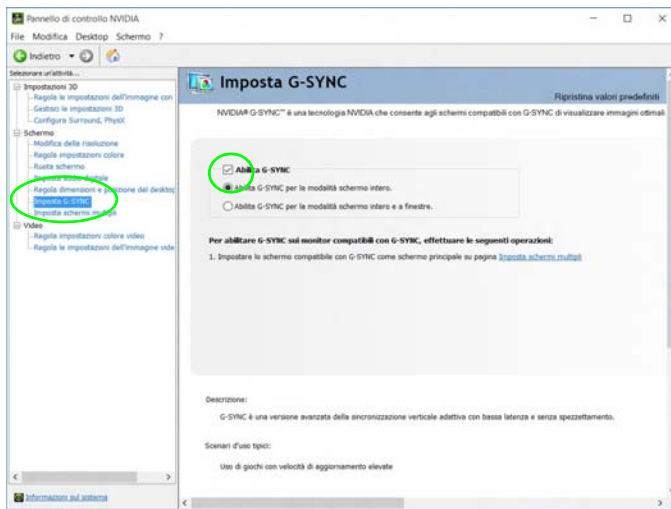 Pannello di controllo NVIDIA
File Modifica Desktop Schermo ?
Indietro
Selezionare un'attività...
Impostazioni 3D
Regola le impostazioni dell'immagine con
Gestisci le impostazioni 3D
Configura Surround, PhysX
Schermo
Modifica delle risoluzione
Regola impostazioni colore
Ruota schermo
Imposta audio digitale
Regola dimensioni e posizione del desktop
Imposta G-SYNC
Imposta schermi multipli
Video
Regola impostazioni colore video
Regola le impostazioni dell'immagine vide
Informazioni sul sistema
Imposta G-SYNC
Ripristina valori predefiniti
NVIDIA® G-SYNC™ è una tecnologia NVIDIA che consente agli schermi compatibili con G-SYNC di visualizzare immagini ottimali
Abilita G-SYNC
Abilita G-SYNC per la modalità schermo intero.
Abilita G-SYNC per la modalità schermo intero e a finestre.
Per abilitare G-SYNC sui monitor compatibili con G-SYNC, effettuare le seguenti operazioni:
1. Impostare lo schermo compatibile con G-SYNC come schermo principale su pagina Imposta schermi multipli
Descrizione:
G-SYNC è una versione avanzata della sincronizzazione verticale adattiva con bassa latenza e senza spezzettamento.
Scenari d'uso tipici:
Uso di giochi con velocità di aggiornamento elevate